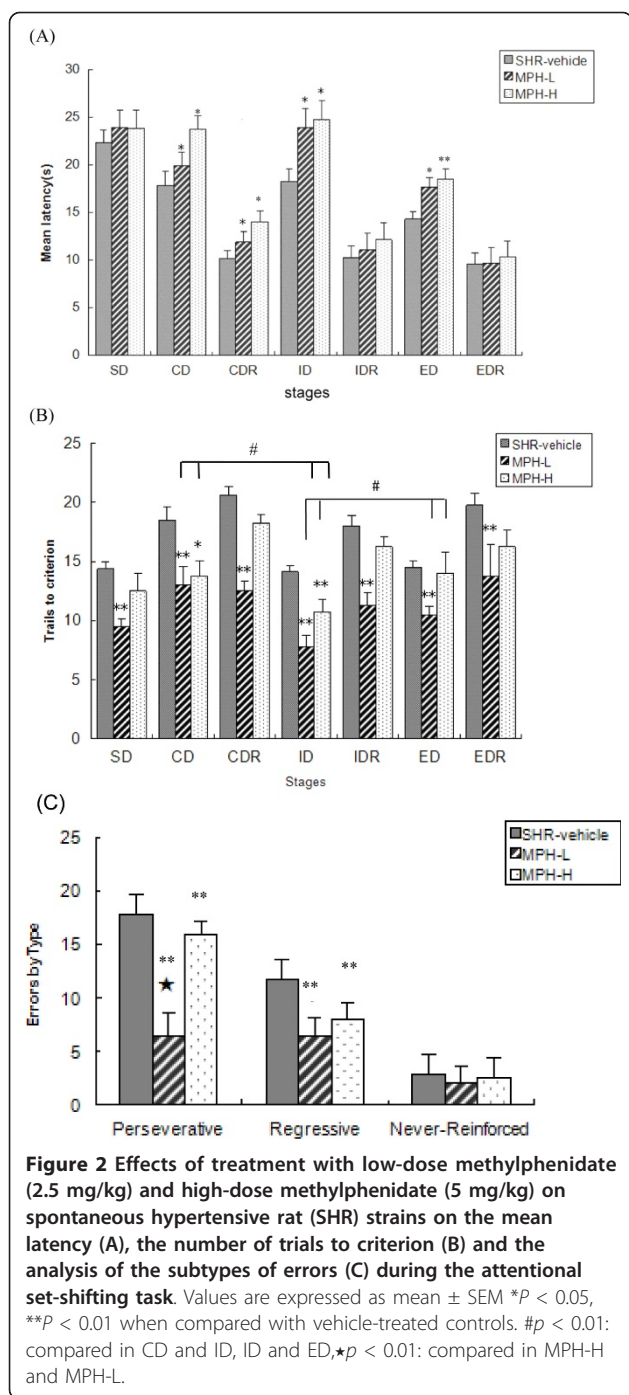 (A)
SHR-vehicle
MPH-L
MPH-H
30
25
20
15
10
5
0
Mean latency(s)
* * * * * * * **
SD CD CDR ID IDR ED EDR
stages
(B)
SHR-vehicle
MPH-L
MPH-H
25
20
15
10
5
0
Trails to criterion
# #
** ** * ** ** ** ** ** **
SD CD CDR ID IDR ED EDR
Stages
(C)
SHR-vehicle
MPH-L
MPH-H
25
20
15
10
5
0
Errors by Type
** ★ ** ** **
Perseverative Regressive Never-Reinforced
Figure 2 Effects of treatment with low-dose methylphenidate
(2.5 mg/kg) and high-dose methylphenidate (5 mg/kg) on
spontaneous hypertensive rat (SHR) strains on the mean
latency (A), the number of trials to criterion (B) and the
analysis of the subtypes of errors (C) during the attentional
set-shifting task. Values are expressed as mean ± SEM *P < 0.05,
**P < 0.01 when compared with vehicle-treated controls. #p < 0.01:
compared in CD and ID, ID and ED,★p < 0.01: compared in MPH-H
and MPH-L.